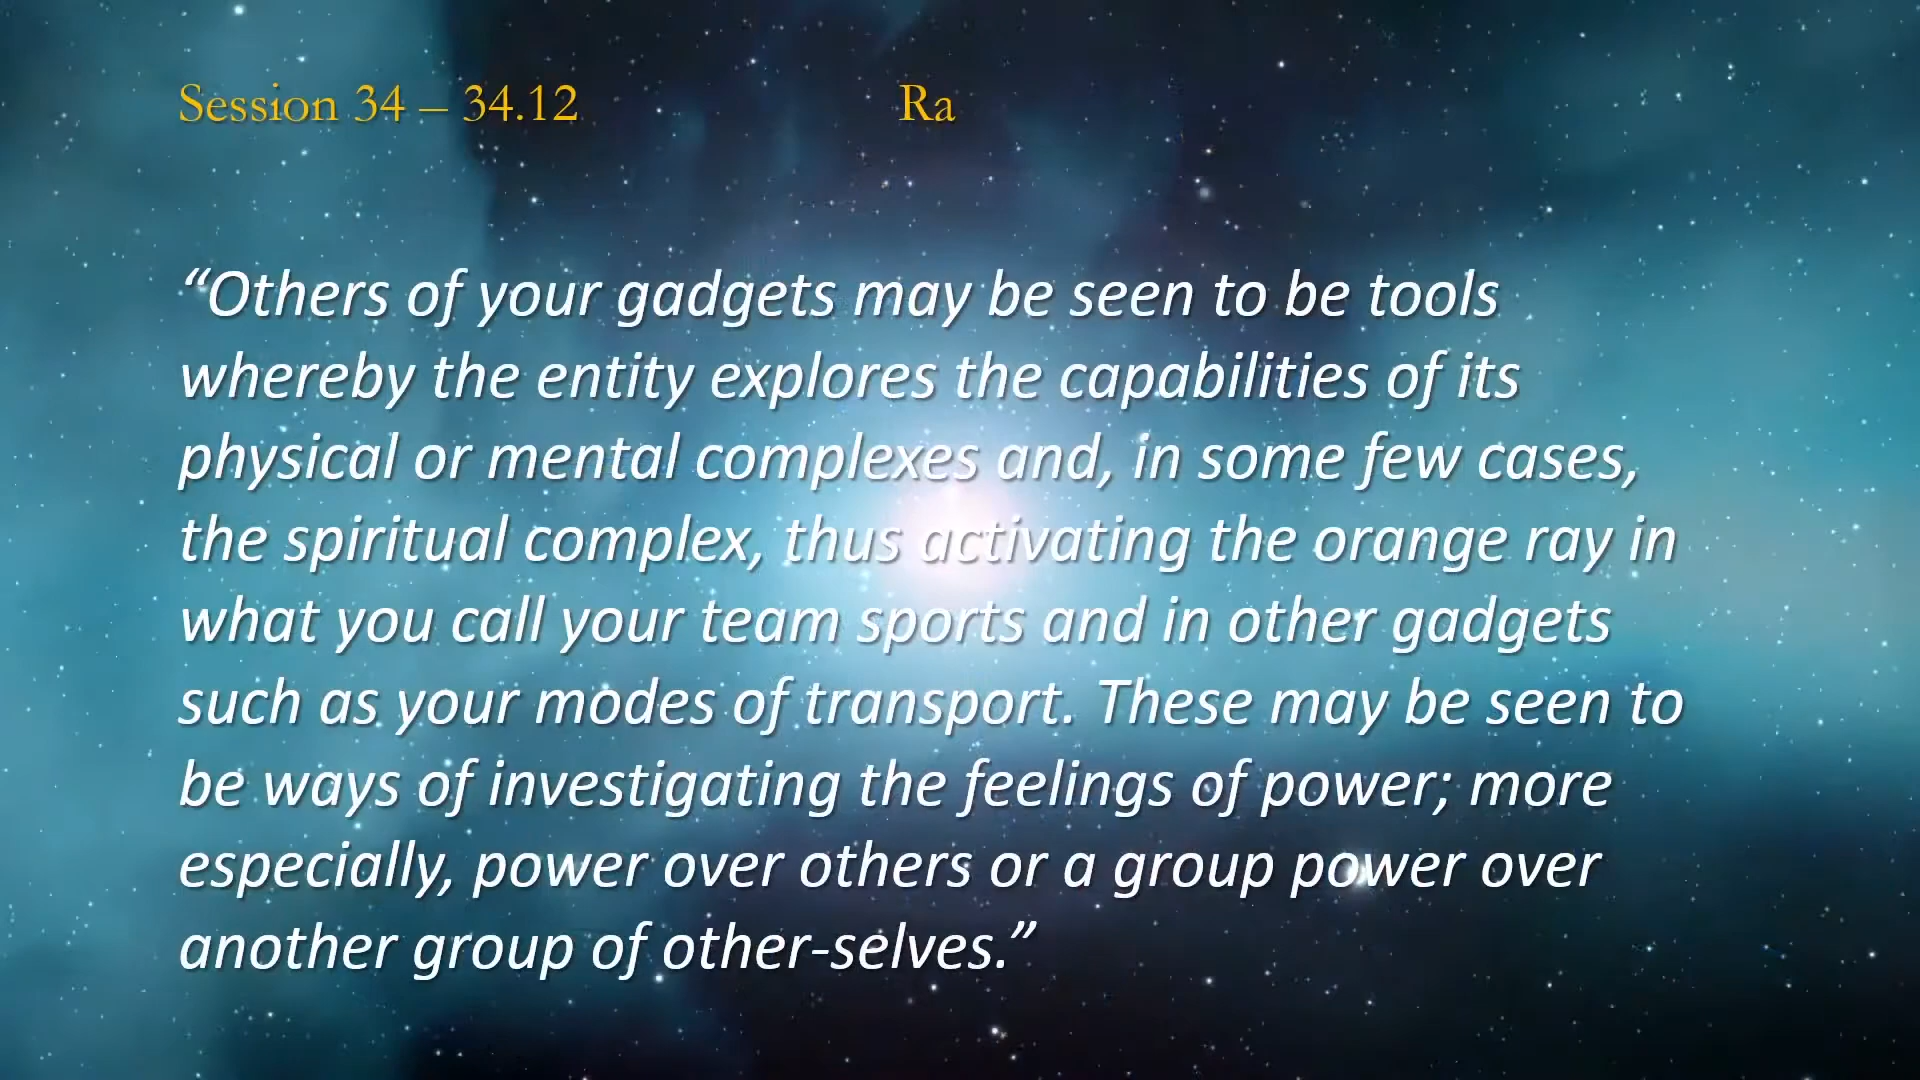 Session 34 – 34.12 Ra
“Others of your gadgets may be seen to be tools
whereby the entity explores the capabilities of its
physical or mental complexes and, in some few cases,
the spiritual complex, thus activating the orange ray in
what you call your team sports and in other gadgets
such as your modes of transport. These may be seen to
be ways of investigating the feelings of power; more
especially, power over others or a group power over
another group of other-selves.”